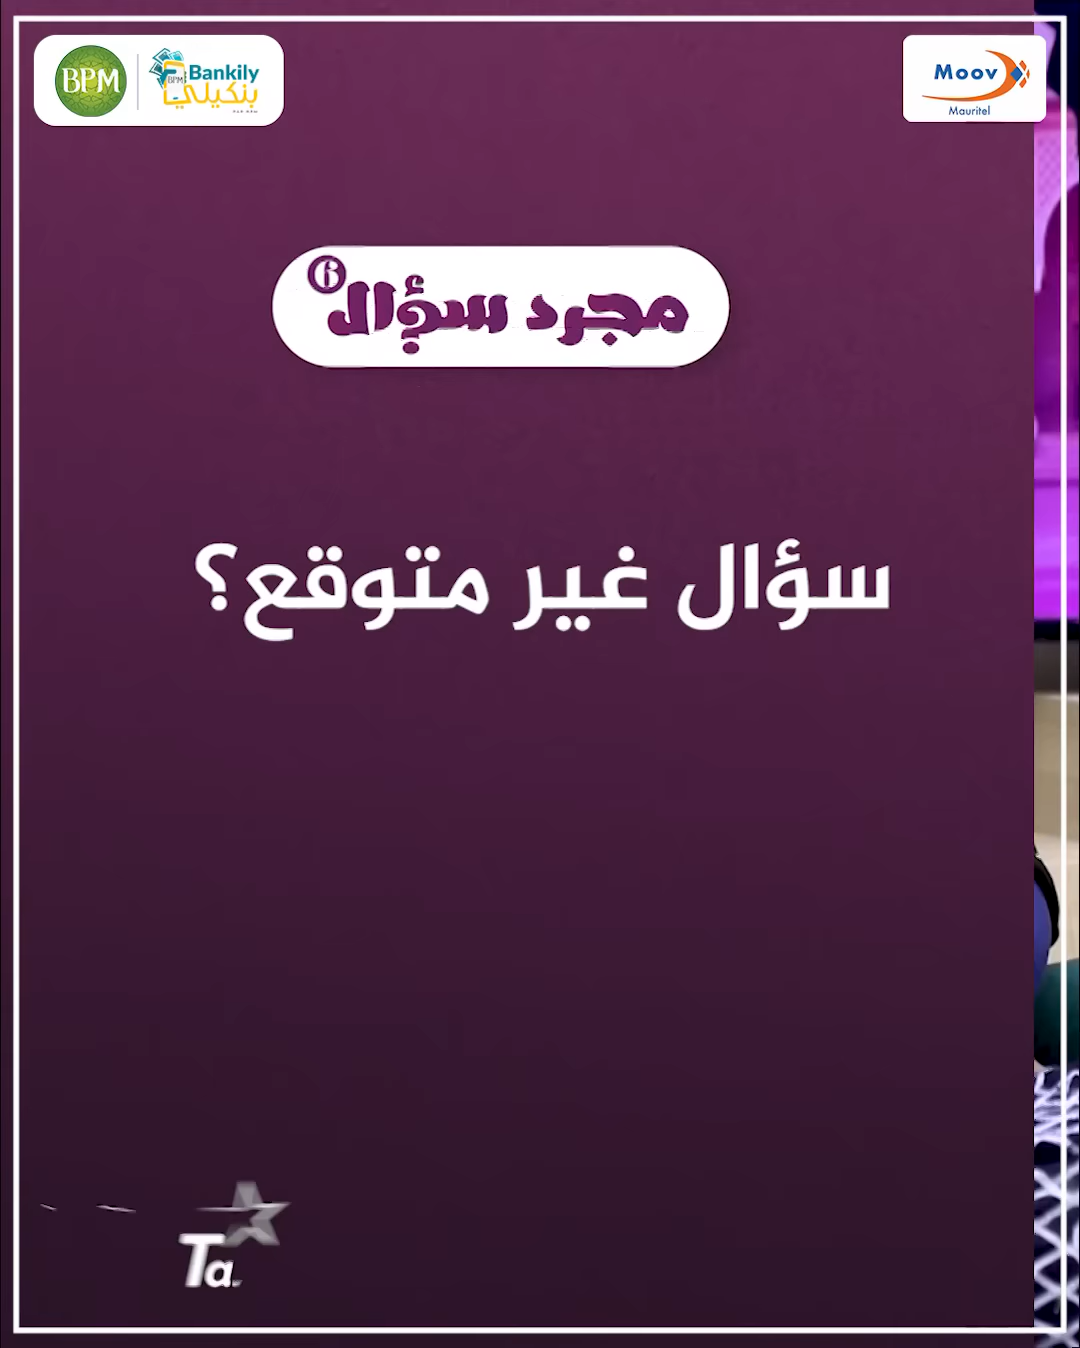 BPM
Bankily
بنكيلي
Moov
Mauritel
مجرد سؤال 6
سؤال غير متوقع؟
Ta